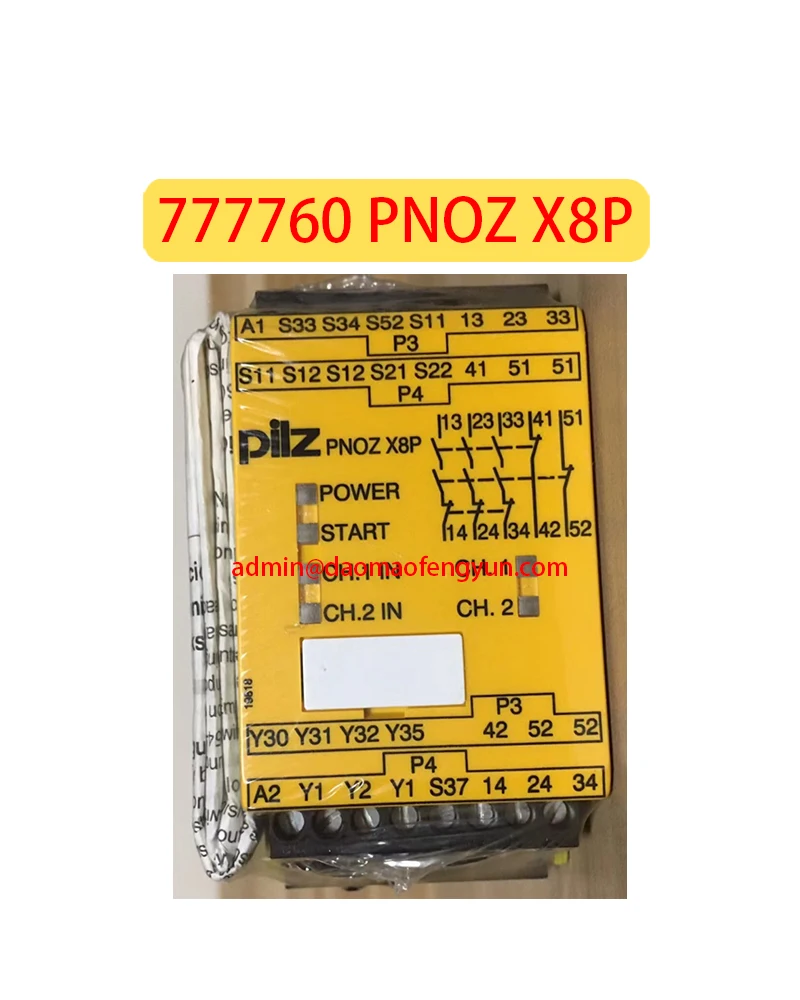 777760 PNOZ X8P
A1 S33 S34 S52 S11 13 23 33
P3
S11 S12 S12 S21 S22 41 51 51
P4
pilz PNOZ X8P
13 23 33 41 51
14 24 34 42 52
POWER
START
admin@daomaofengyun.com
CH.1 IN CH. 1
CH.2 IN CH. 2
19618
P3
Y30 Y31 Y32 Y35 42 52 52
P4
A2 Y1 Y2 Y1 S37 14 24 34